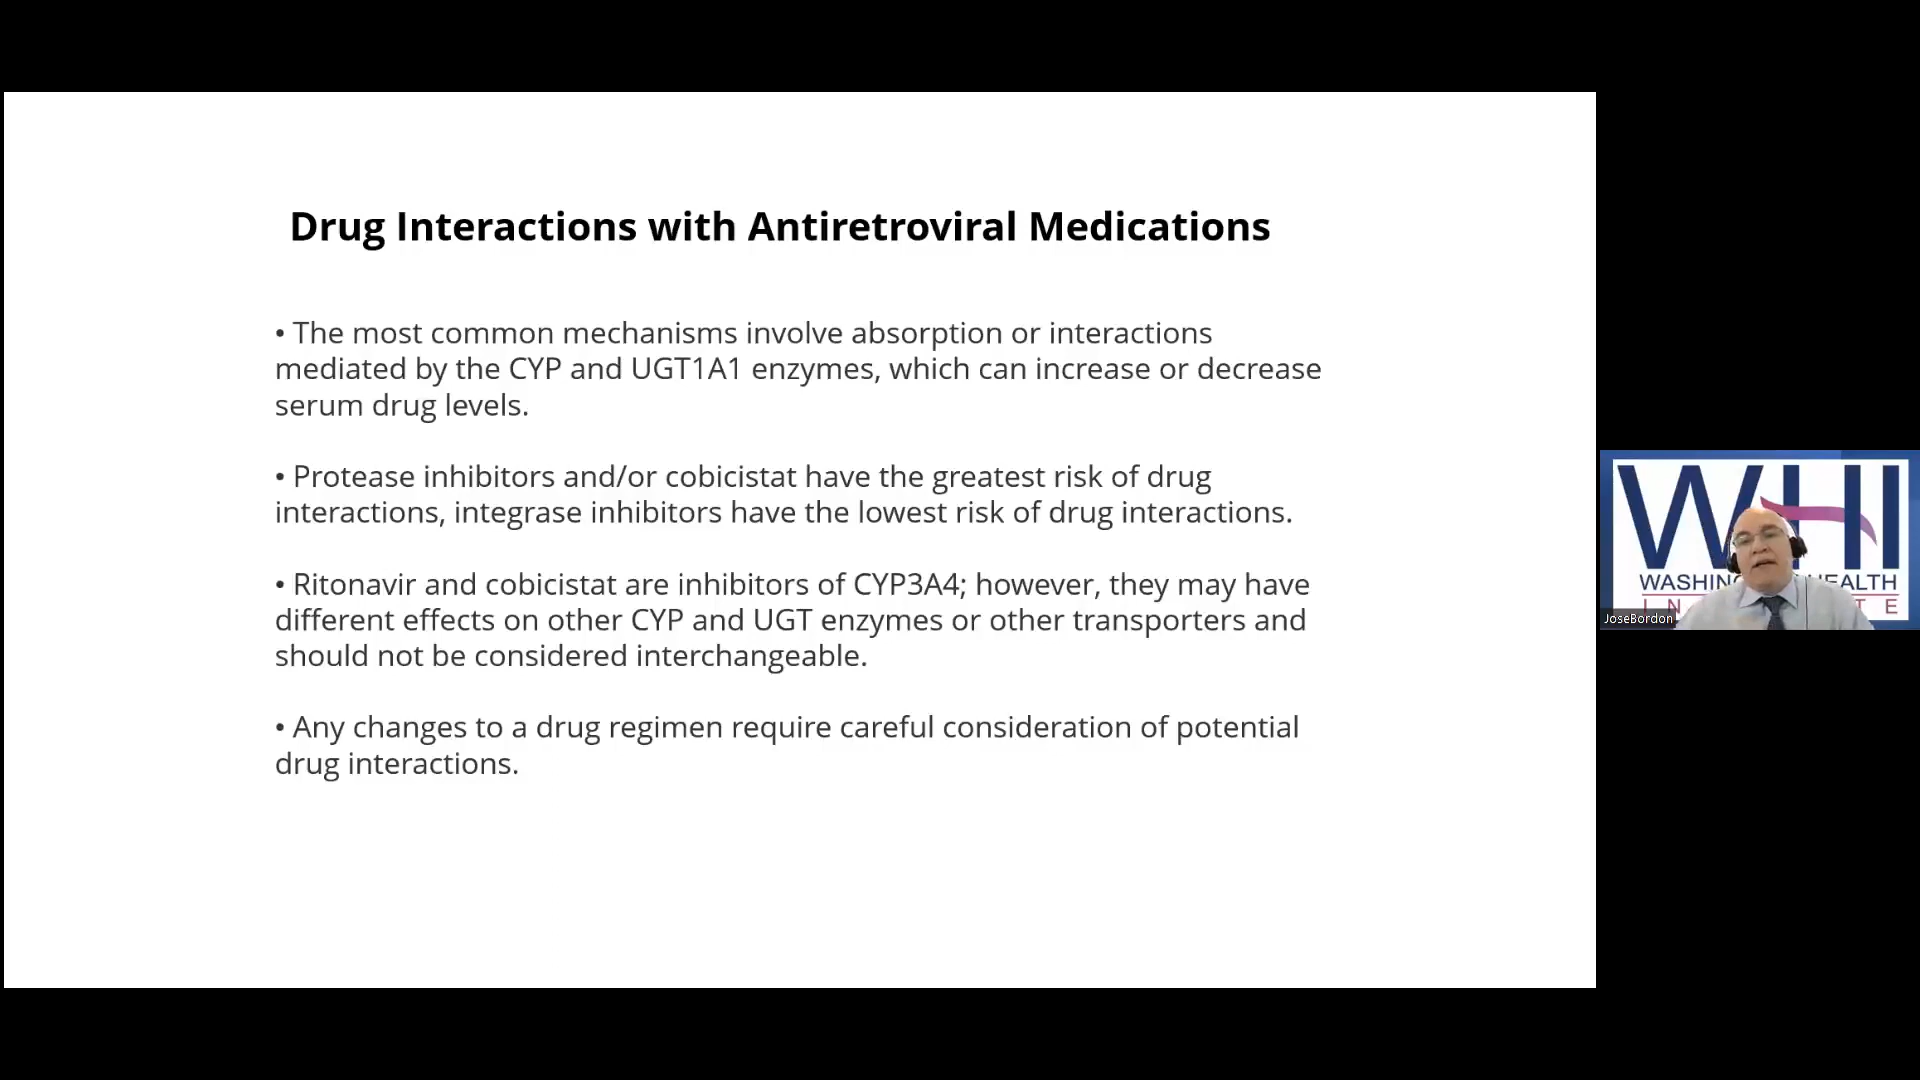 Drug Interactions with Antiretroviral Medications
• The most common mechanisms involve absorption or interactions
mediated by the CYP and UGT1A1 enzymes, which can increase or decrease
serum drug levels.
• Protease inhibitors and/or cobicistat have the greatest risk of drug
interactions, integrase inhibitors have the lowest risk of drug interactions.
• Ritonavir and cobicistat are inhibitors of CYP3A4; however, they may have
different effects on other CYP and UGT enzymes or other transporters and
should not be considered interchangeable.
• Any changes to a drug regimen require careful consideration of potential
drug interactions.
WHI
JoseBordon